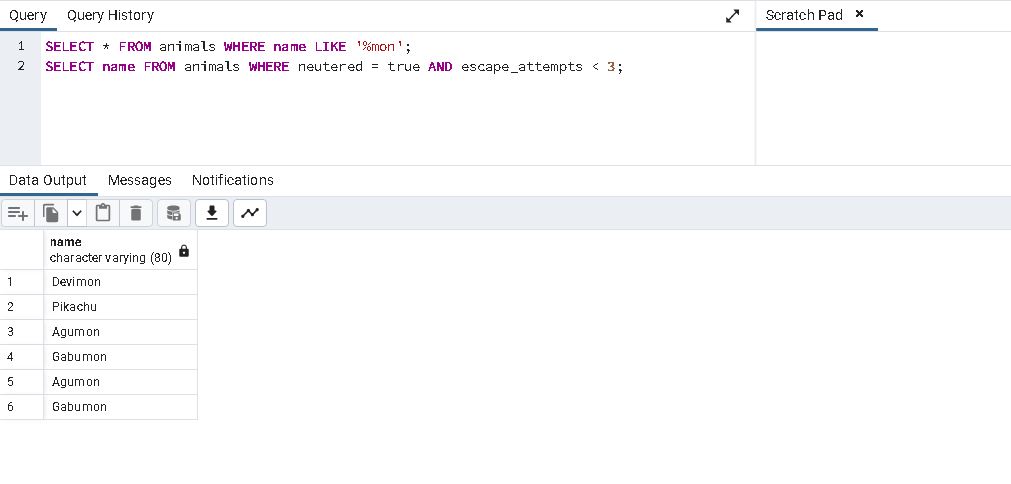 Query Query History
Scratch Pad ×
1 SELECT * FROM animals WHERE name LIKE '%mon';
2 SELECT name FROM animals WHERE neutered = true AND escape_attempts < 3;
Data Output Messages Notifications
name
character varying (80)
1 Devimon
2 Pikachu
3 Agumon
4 Gabumon
5 Agumon
6 Gabumon